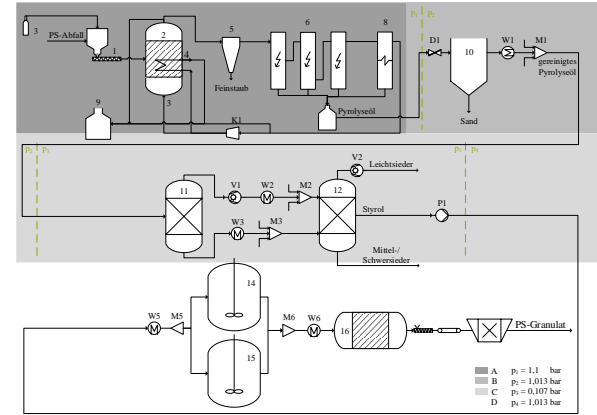 3
PS-Abfall
1
2
4
3
5
Feinstaub
6
8
9
K1
Pyrolyseöl
p₁ p₂
D1
10
Sand
W1
M1
gereinigtes
Pyrolyseöl
p₂ p₃
11
V1
W2
M2
W3
M3
12
V2
Leichtsieder
Styrol
Mittel-/
Schwersieder
p₃ p₄
P1
W5
M5
14
15
M6
W6
16
PS-Granulat
A p₁ = 1,1 bar
B p₂ = 1,013 bar
C p₃ = 0,107 bar
D p₄ = 1,013 bar